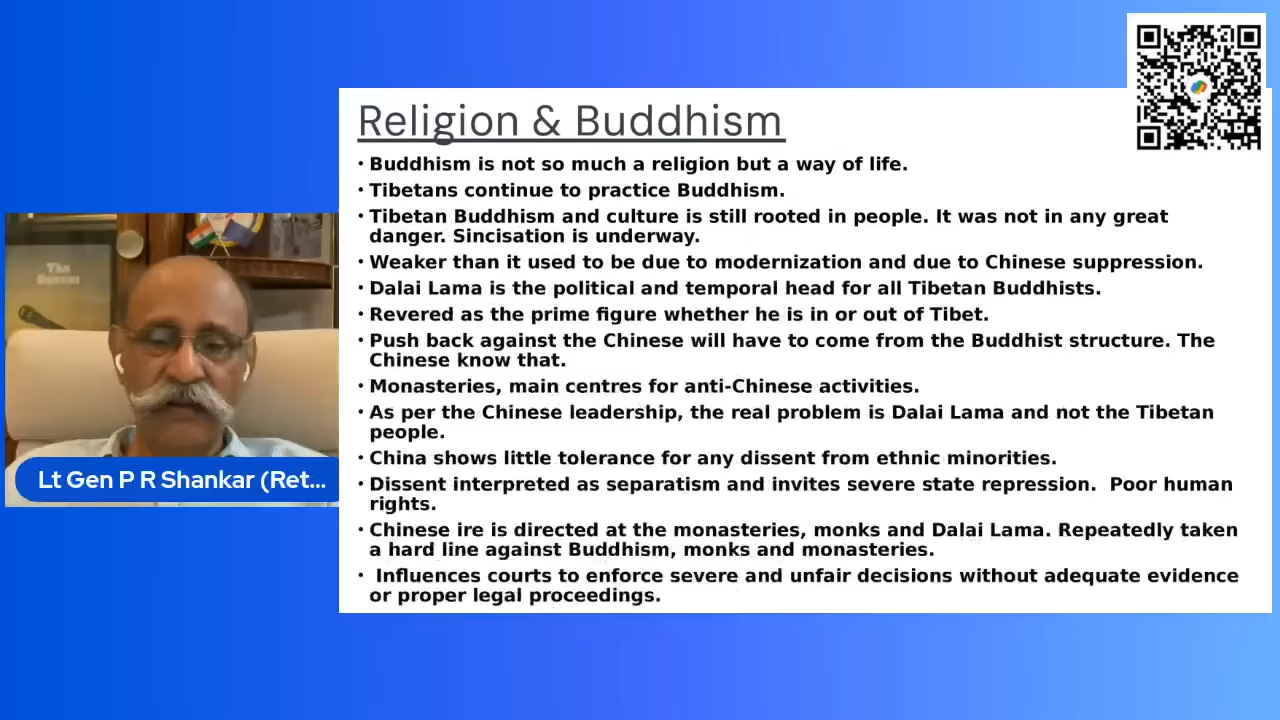 Religion & Buddhism
• Buddhism is not so much a religion but a way of life.
• Tibetans continue to practice Buddhism.
• Tibetan Buddhism and culture is still rooted in people. It was not in any great
danger. Sincisation is underway.
• Weaker than it used to be due to modernization and due to Chinese suppression.
• Dalai Lama is the political and temporal head for all Tibetan Buddhists.
• Revered as the prime figure whether he is in or out of Tibet.
• Push back against the Chinese will have to come from the Buddhist structure. The
Chinese know that.
• Monasteries, main centres for anti-Chinese activities.
• As per the Chinese leadership, the real problem is Dalai Lama and not the Tibetan
people.
• China shows little tolerance for any dissent from ethnic minorities.
• Dissent interpreted as separatism and invites severe state repression.  Poor human
rights.
• Chinese ire is directed at the monasteries, monks and Dalai Lama. Repeatedly taken
a hard line against Buddhism, monks and monasteries.
• Influences courts to enforce severe and unfair decisions without adequate evidence
or proper legal proceedings.
The
Lt Gen P R Shankar (Ret...